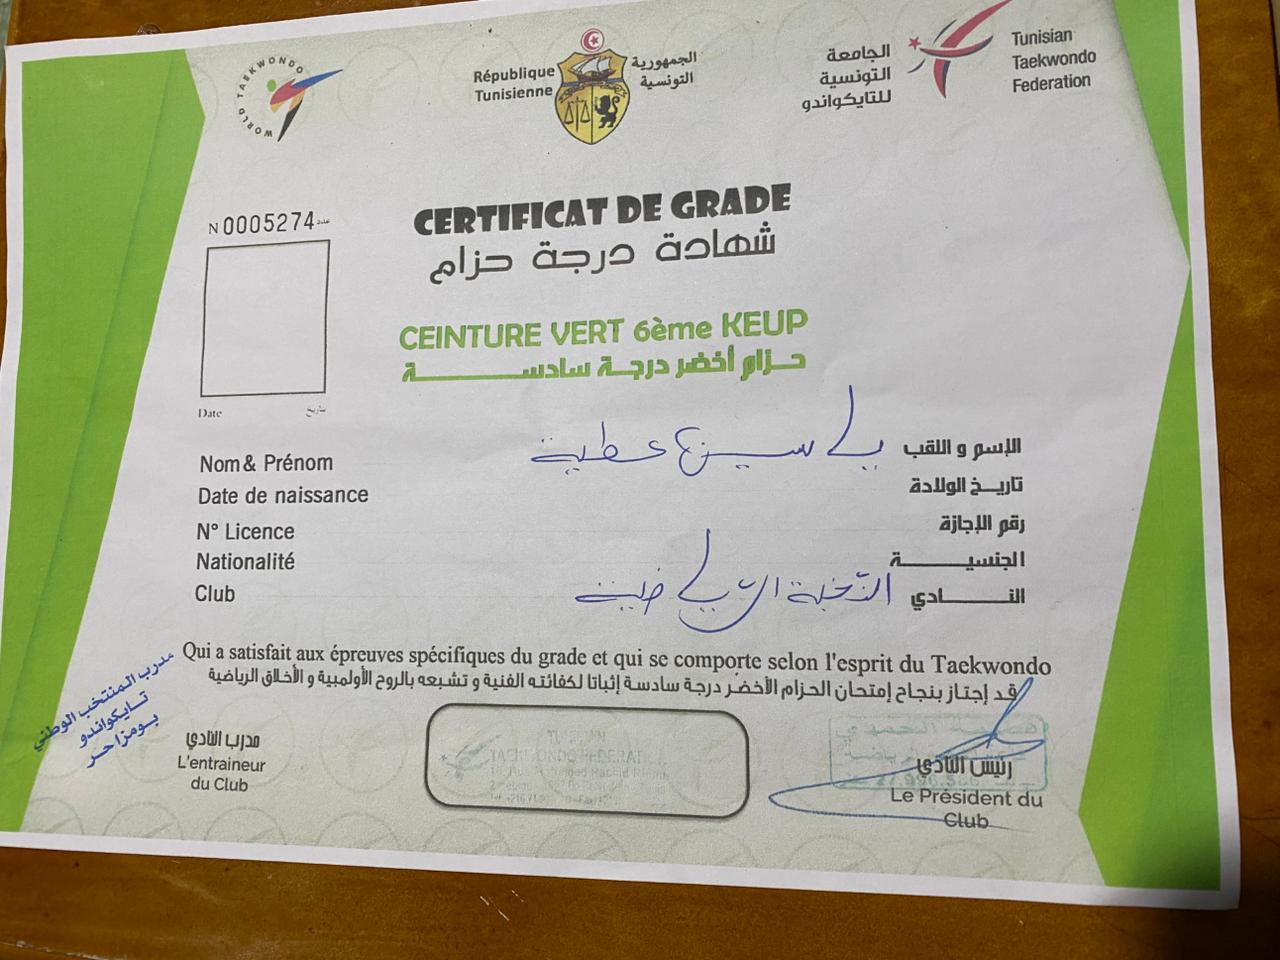 WORLD TAEKWONDO
République
Tunisienne
الجمهورية
التونسية
الجامعة
التونسية
للتايكواندو
Tunisian
Taekwondo
Federation
N 0005274 عدد
CERTIFICAT DE GRADE
شهادة درجة حزام
CEINTURE VERT 6ème KEUP
حزام أخضر درجة سادسة
Date تاريخ
Nom & Prénom ياسين عطية الإسم و اللقب
Date de naissance تاريخ الولادة
N° Licence رقم الإجازة
Nationalité الجنسية
Club النخبة الرياضية النادي
Qui a satisfait aux épreuves spécifiques du grade et qui se comporte selon l'esprit du Taekwondo
قد إجتاز بنجاح إمتحان الحزام الأخضر درجة سادسة إثباتا لكفائته الفنية و تشبعه بالروح الأولمبية و الأخلاق الرياضية
مدرب المنتخب الوطني
تايكواندو
بومزاحر
مدرب النادي
L'entraineur
du Club
TAEKWONDO FEDERATION
رئيس النادي
Le Président du
Club